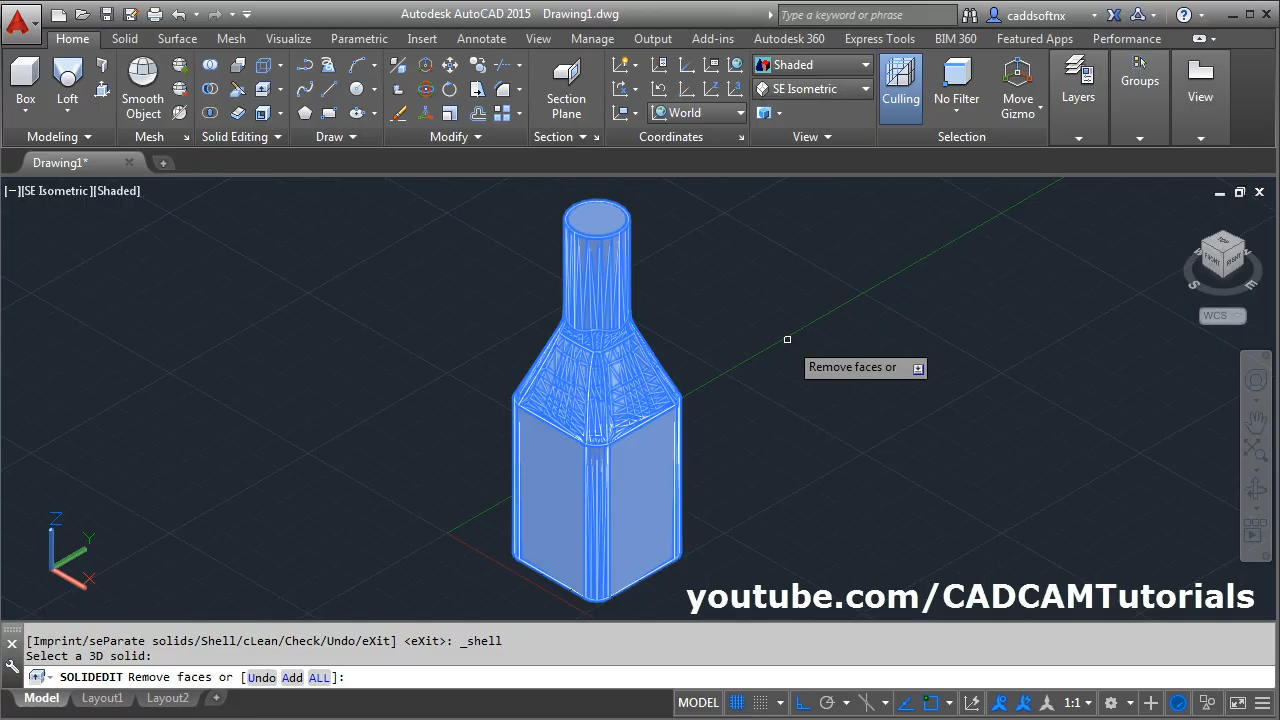 Autodesk AutoCAD 2015 Drawing1.dwg
Type a keyword or phrase
caddsoftnx
Home Solid Surface Mesh Visualize Parametric Insert Annotate View Manage Output Add-ins Autodesk 360 Express Tools BIM 360 Featured Apps Performance
Box Loft Smooth Object Section Plane World Shaded SE Isometric Culling No Filter Move Gizmo Layers Groups View
Modeling Mesh Solid Editing Draw Modify Section Coordinates View Selection
Drawing1*
[−][SE Isometric][Shaded]
TOP
FRONT RIGHT
S E
WCS
Remove faces or
Z
Y
X
youtube.com/CADCAMTutorials
[Imprint/seParate solids/Shell/cLean/Check/Undo/eXit] <eXit>: _shell
Select a 3D solid:
SOLIDEDIT Remove faces or [Undo Add ALL]:
Model Layout1 Layout2 MODEL 1:1